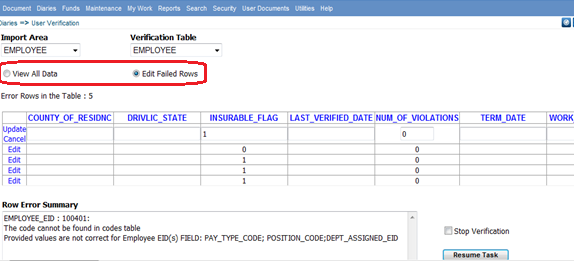 Document Diaries Funds Maintenance My Work Reports Search Security User Documents Utilities Help
Diaries => User Verification
Import Area Verification Table
EMPLOYEE EMPLOYEE
View All Data Edit Failed Rows
Error Rows in the Table : 5
COUNTY_OF_RESIDNC DRIVLIC_STATE INSURABLE_FLAG LAST_VERIFIED_DATE NUM_OF_VIOLATIONS TERM_DATE WORK
Update
Cancel 1 0
Edit 0 0
Edit 1 0
Edit 1 0
Edit 1 0
Row Error Summary
EMPLOYEE_EID : 100401:
The code cannot be found in codes table
Provided values are not correct for Employee EID(s) FIELD: PAY_TYPE_CODE; POSITION_CODE;DEPT_ASSIGNED_EID
Stop Verification
Resume Task